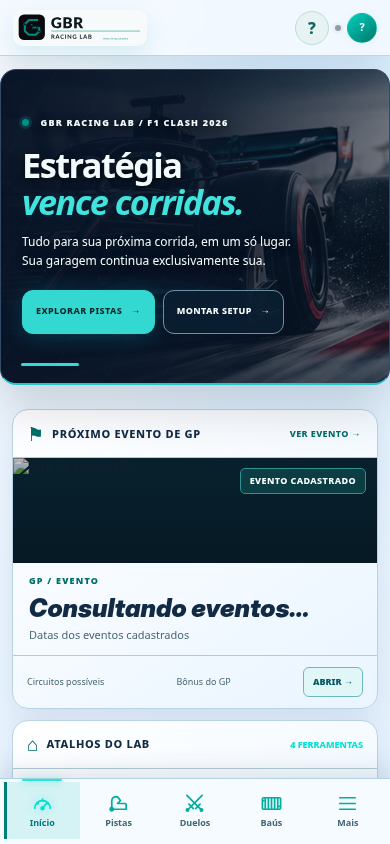 GBR
RACING LAB
?
?
GBR RACING LAB / F1 CLASH 2026
Estratégia
vence corridas.
Tudo para sua próxima corrida, em um só lugar.
Sua garagem continua exclusivamente sua.
EXPLORAR PISTAS →
MONTAR SETUP →
PRÓXIMO EVENTO DE GP
VER EVENTO →
EVENTO CADASTRADO
GP / EVENTO
Consultando eventos...
Datas dos eventos cadastrados
Circuitos possíveis
Bônus do GP
ABRIR →
ATALHOS DO LAB
4 FERRAMENTAS
Início
Pistas
Duelos
Baús
Mais